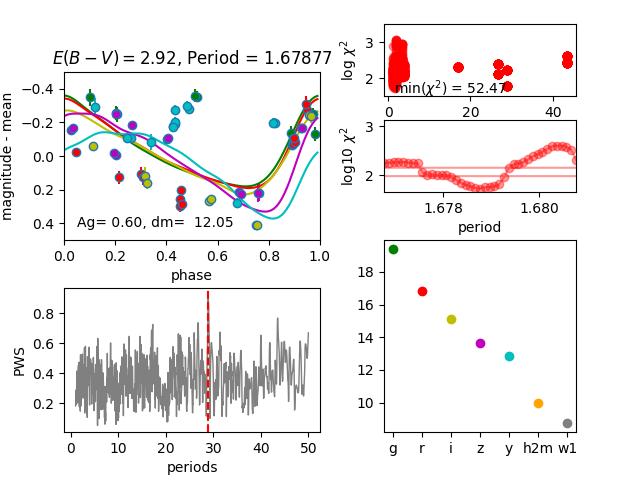 E(B − V) = 2.92, Period = 1.67877
−0.4
−0.2
0.0
0.2
0.4
magnitude - mean
Ag= 0.60, dm=  12.05
0.0 0.2 0.4 0.6 0.8 1.0
phase
3
2
log χ²
min(χ²) = 52.47
0 20 40
3
2
log10 χ²
1.678 1.680
period
0.8
0.6
0.4
0.2
PWS
0 10 20 30 40 50
periods
18
16
14
12
10
g r i z y h2m w1